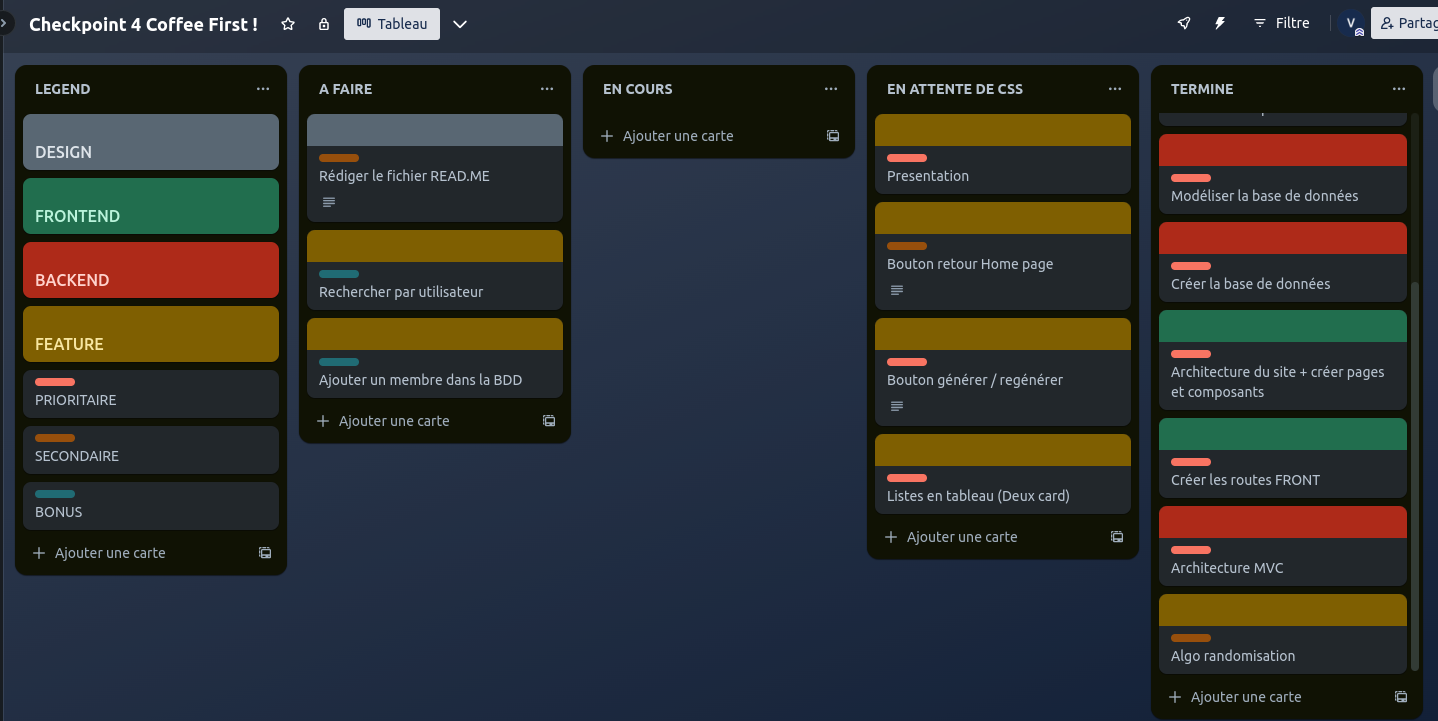 Checkpoint 4 Coffee First !
Tableau
Filtre
V
Partag
LEGEND
DESIGN
FRONTEND
BACKEND
FEATURE
PRIORITAIRE
SECONDAIRE
BONUS
Ajouter une carte
A FAIRE
Rédiger le fichier READ.ME
Rechercher par utilisateur
Ajouter un membre dans la BDD
Ajouter une carte
EN COURS
Ajouter une carte
EN ATTENTE DE CSS
Presentation
Bouton retour Home page
Bouton générer / regénérer
Listes en tableau (Deux card)
Ajouter une carte
TERMINE
Modéliser la base de données
Créer la base de données
Architecture du site + créer pages
et composants
Créer les routes FRONT
Architecture MVC
Algo randomisation
Ajouter une carte